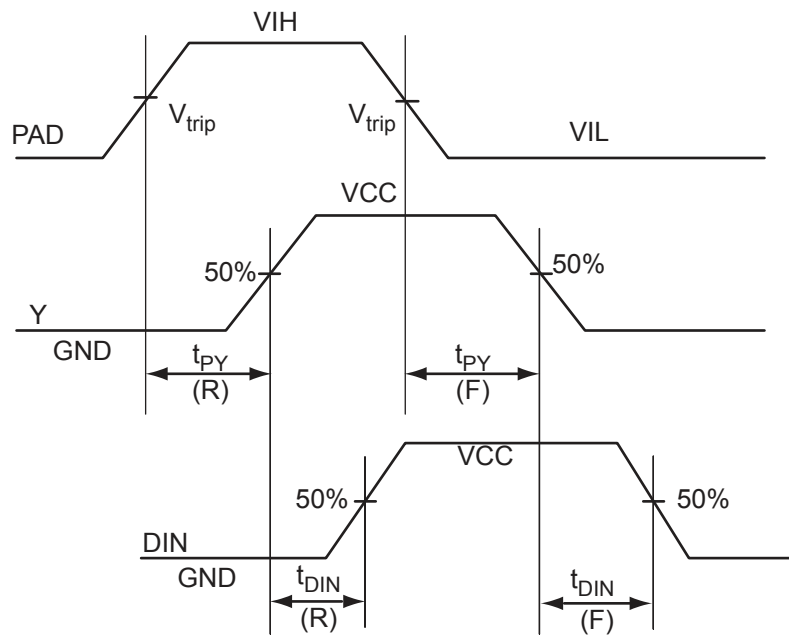 VIH
PAD
Vtrip
Vtrip
VIL
VCC
50%
50%
Y
GND
tPY
(R)
tPY
(F)
VCC
50%
50%
DIN
GND
tDIN
(R)
tDIN
(F)